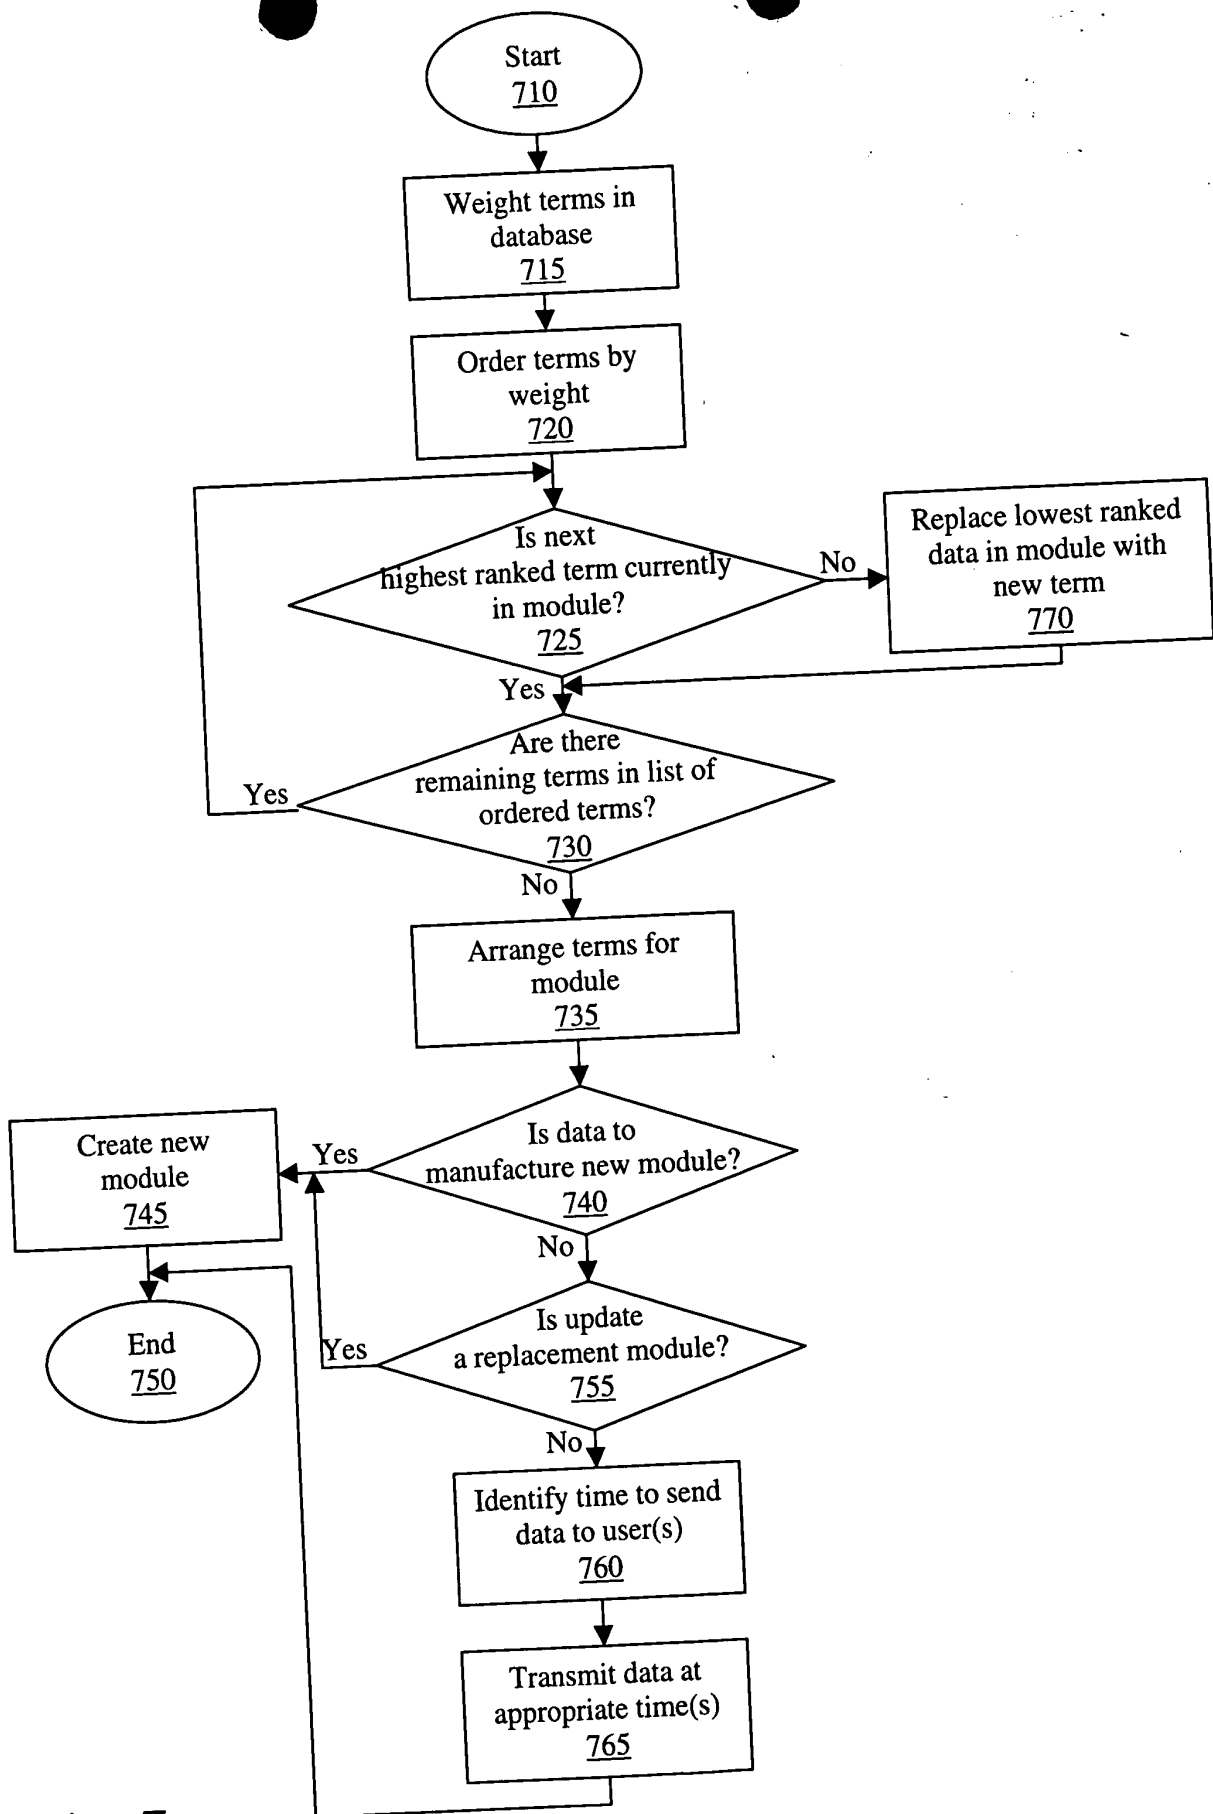 Start
710
Weight terms in
database
715
Order terms by
weight
720
Is next
highest ranked term currently
in module?
725
No
Replace lowest ranked
data in module with
new term
770
Yes
Are there
remaining terms in list of
ordered terms?
730
Yes
No
Arrange terms for
module
735
Is data to
manufacture new module?
740
Yes
Create new
module
745
No
End
750
Is update
a replacement module?
755
Yes
No
Identify time to send
data to user(s)
760
Transmit data at
appropriate time(s)
765